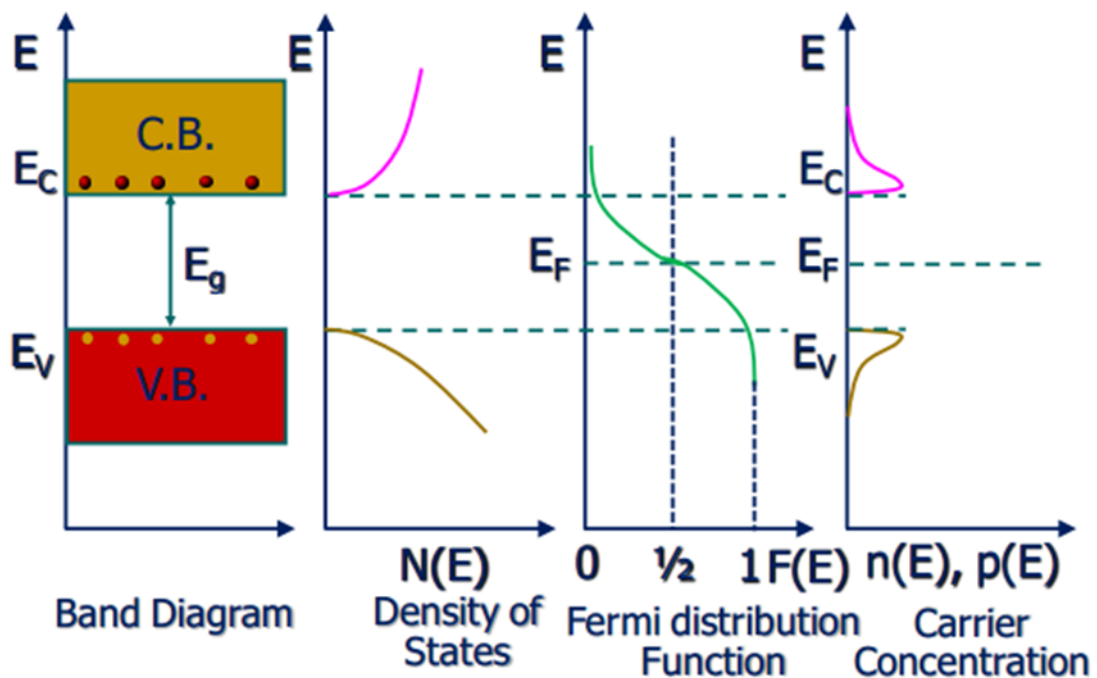 E
C.B.
E_C
E_g
E_V
V.B.
Band Diagram
E
N(E)
Density of
States
E
E_F
0 ½ 1 F(E)
Fermi distribution
Function
E
E_C
E_F
E_V
n(E), p(E)
Carrier
Concentration